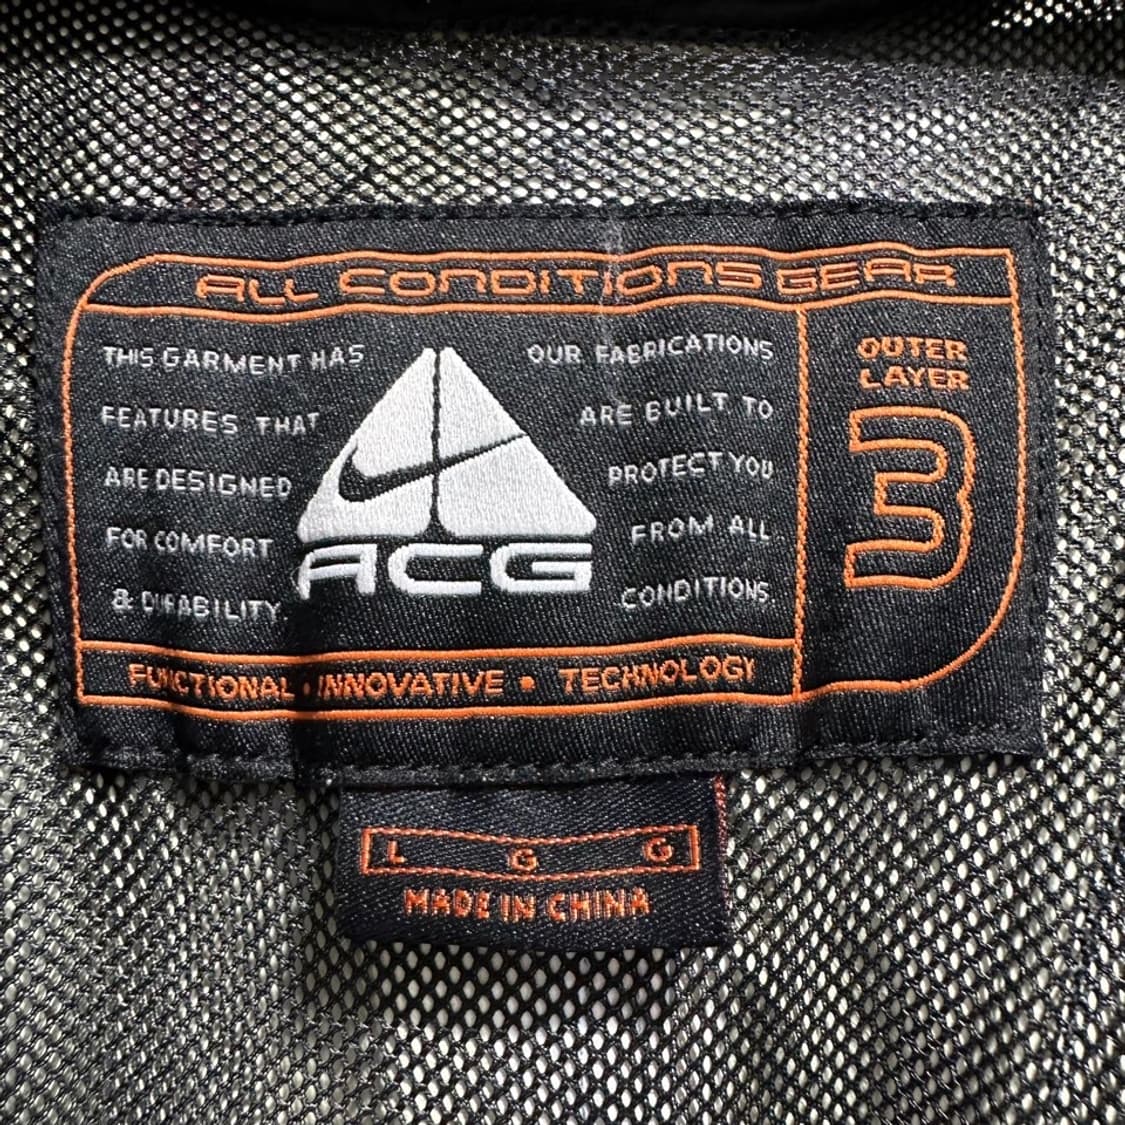 ALL CONDITIONS GEAR
THIS GARMENT HAS
FEATURES THAT
ARE DESIGNED
FOR COMFORT
& DURABILITY
ACG
OUR FABRICATIONS
ARE BUILT TO
PROTECT YOU
FROM ALL
CONDITIONS.
OUTER
LAYER
3
FUNCTIONAL • INNOVATIVE • TECHNOLOGY
L G G
MADE IN CHINA